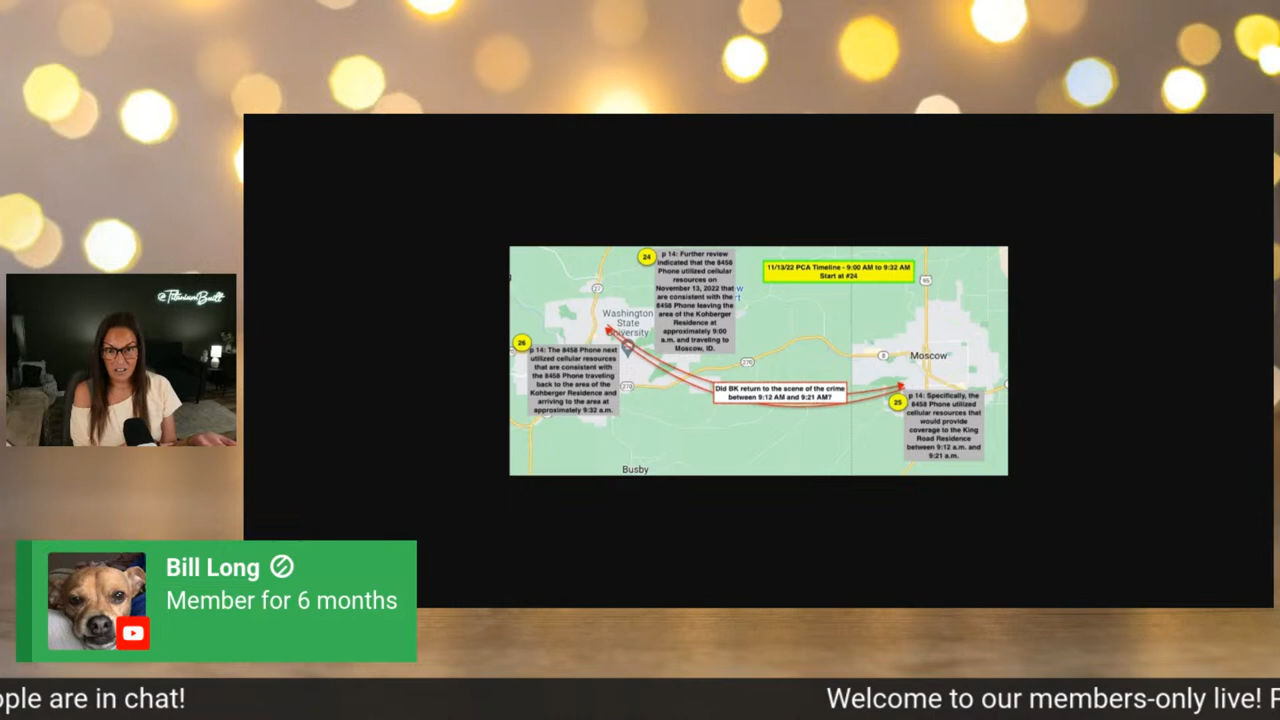 @TitaniumBuilt
24
p 14: Further review
indicated that the 8458
Phone utilized cellular
resources on
November 13, 2022 that
are consistent with the
8458 Phone leaving the
area of the Kohberger
Residence at
approximately 9:00
a.m. and traveling to
Moscow, ID.
11/13/22 PCA Timeline - 9:00 AM to 9:32 AM
Start at #24
95
27
Washington
State
University
26
p 14: The 8458 Phone next
utilized cellular resources
that are consistent with
the 8458 Phone traveling
back to the area of the
Kohberger Residence and
arriving to the area at
approximately 9:32 a.m.
270
270
8
Moscow
Did BK return to the scene of the crime
between 9:12 AM and 9:21 AM?
25
p 14: Specifically, the
8458 Phone utilized
cellular resources that
would provide
coverage to the King
Road Residence
between 9:12 a.m. and
9:21 a.m.
Busby
Bill Long
Member for 6 months
ople are in chat!
Welcome to our members-only live! P